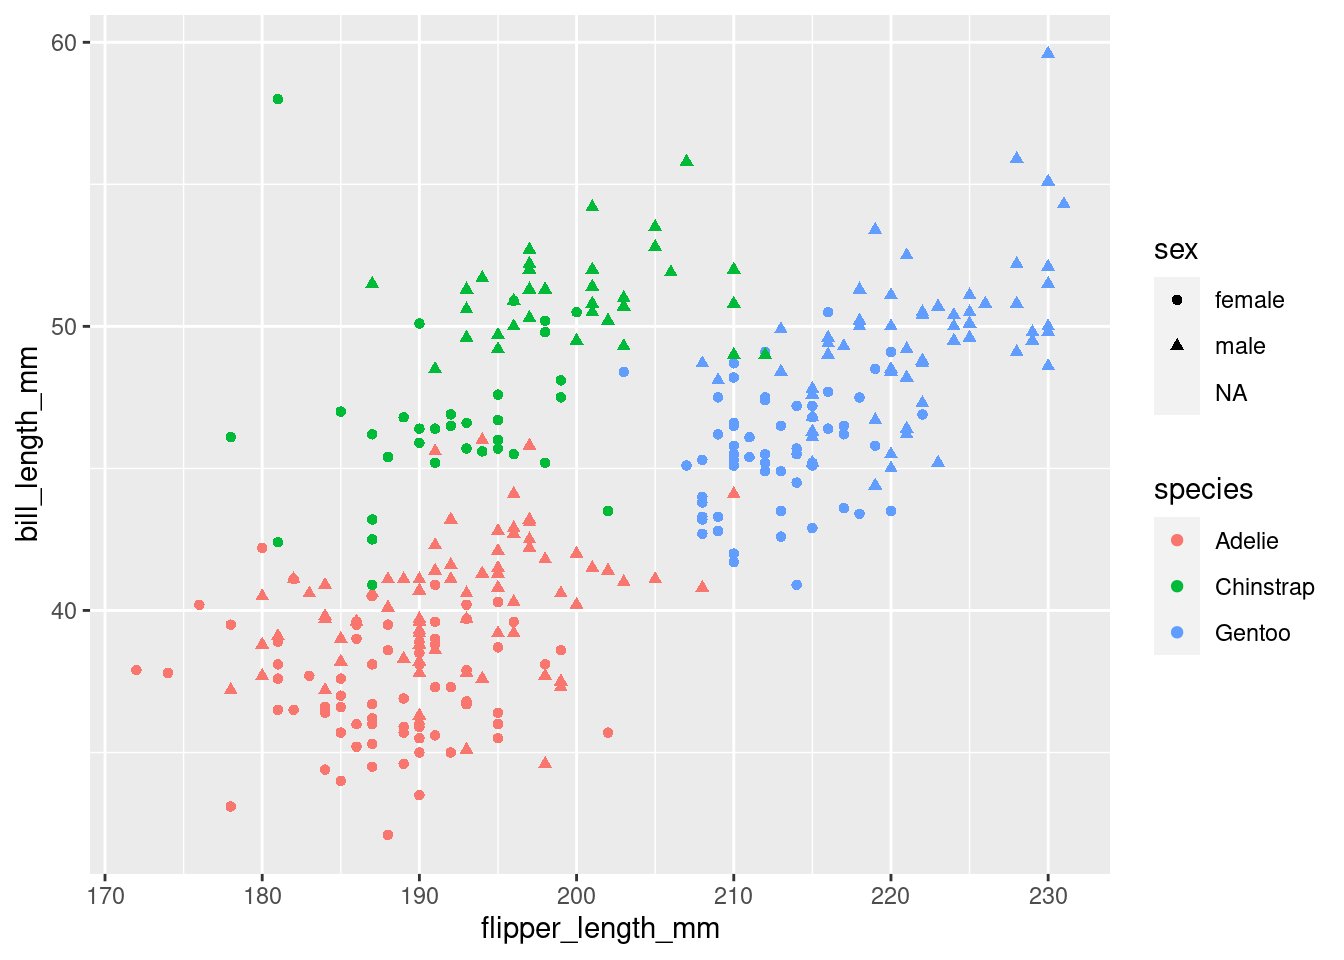 60
50
40
bill_length_mm
170 180 190 200 210 220 230
flipper_length_mm
sex
female
male
NA
species
Adelie
Chinstrap
Gentoo